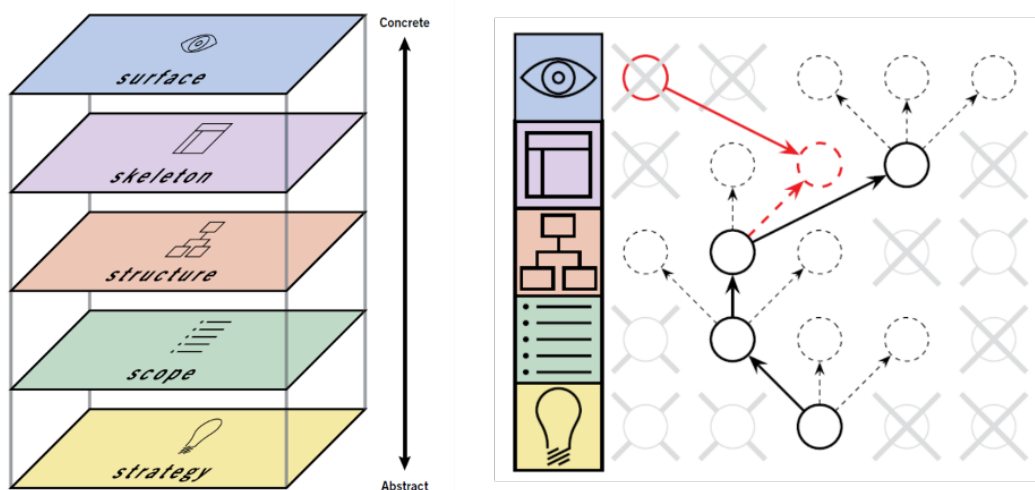 Concrete
surface
skeleton
structure
scope
strategy
Abstract